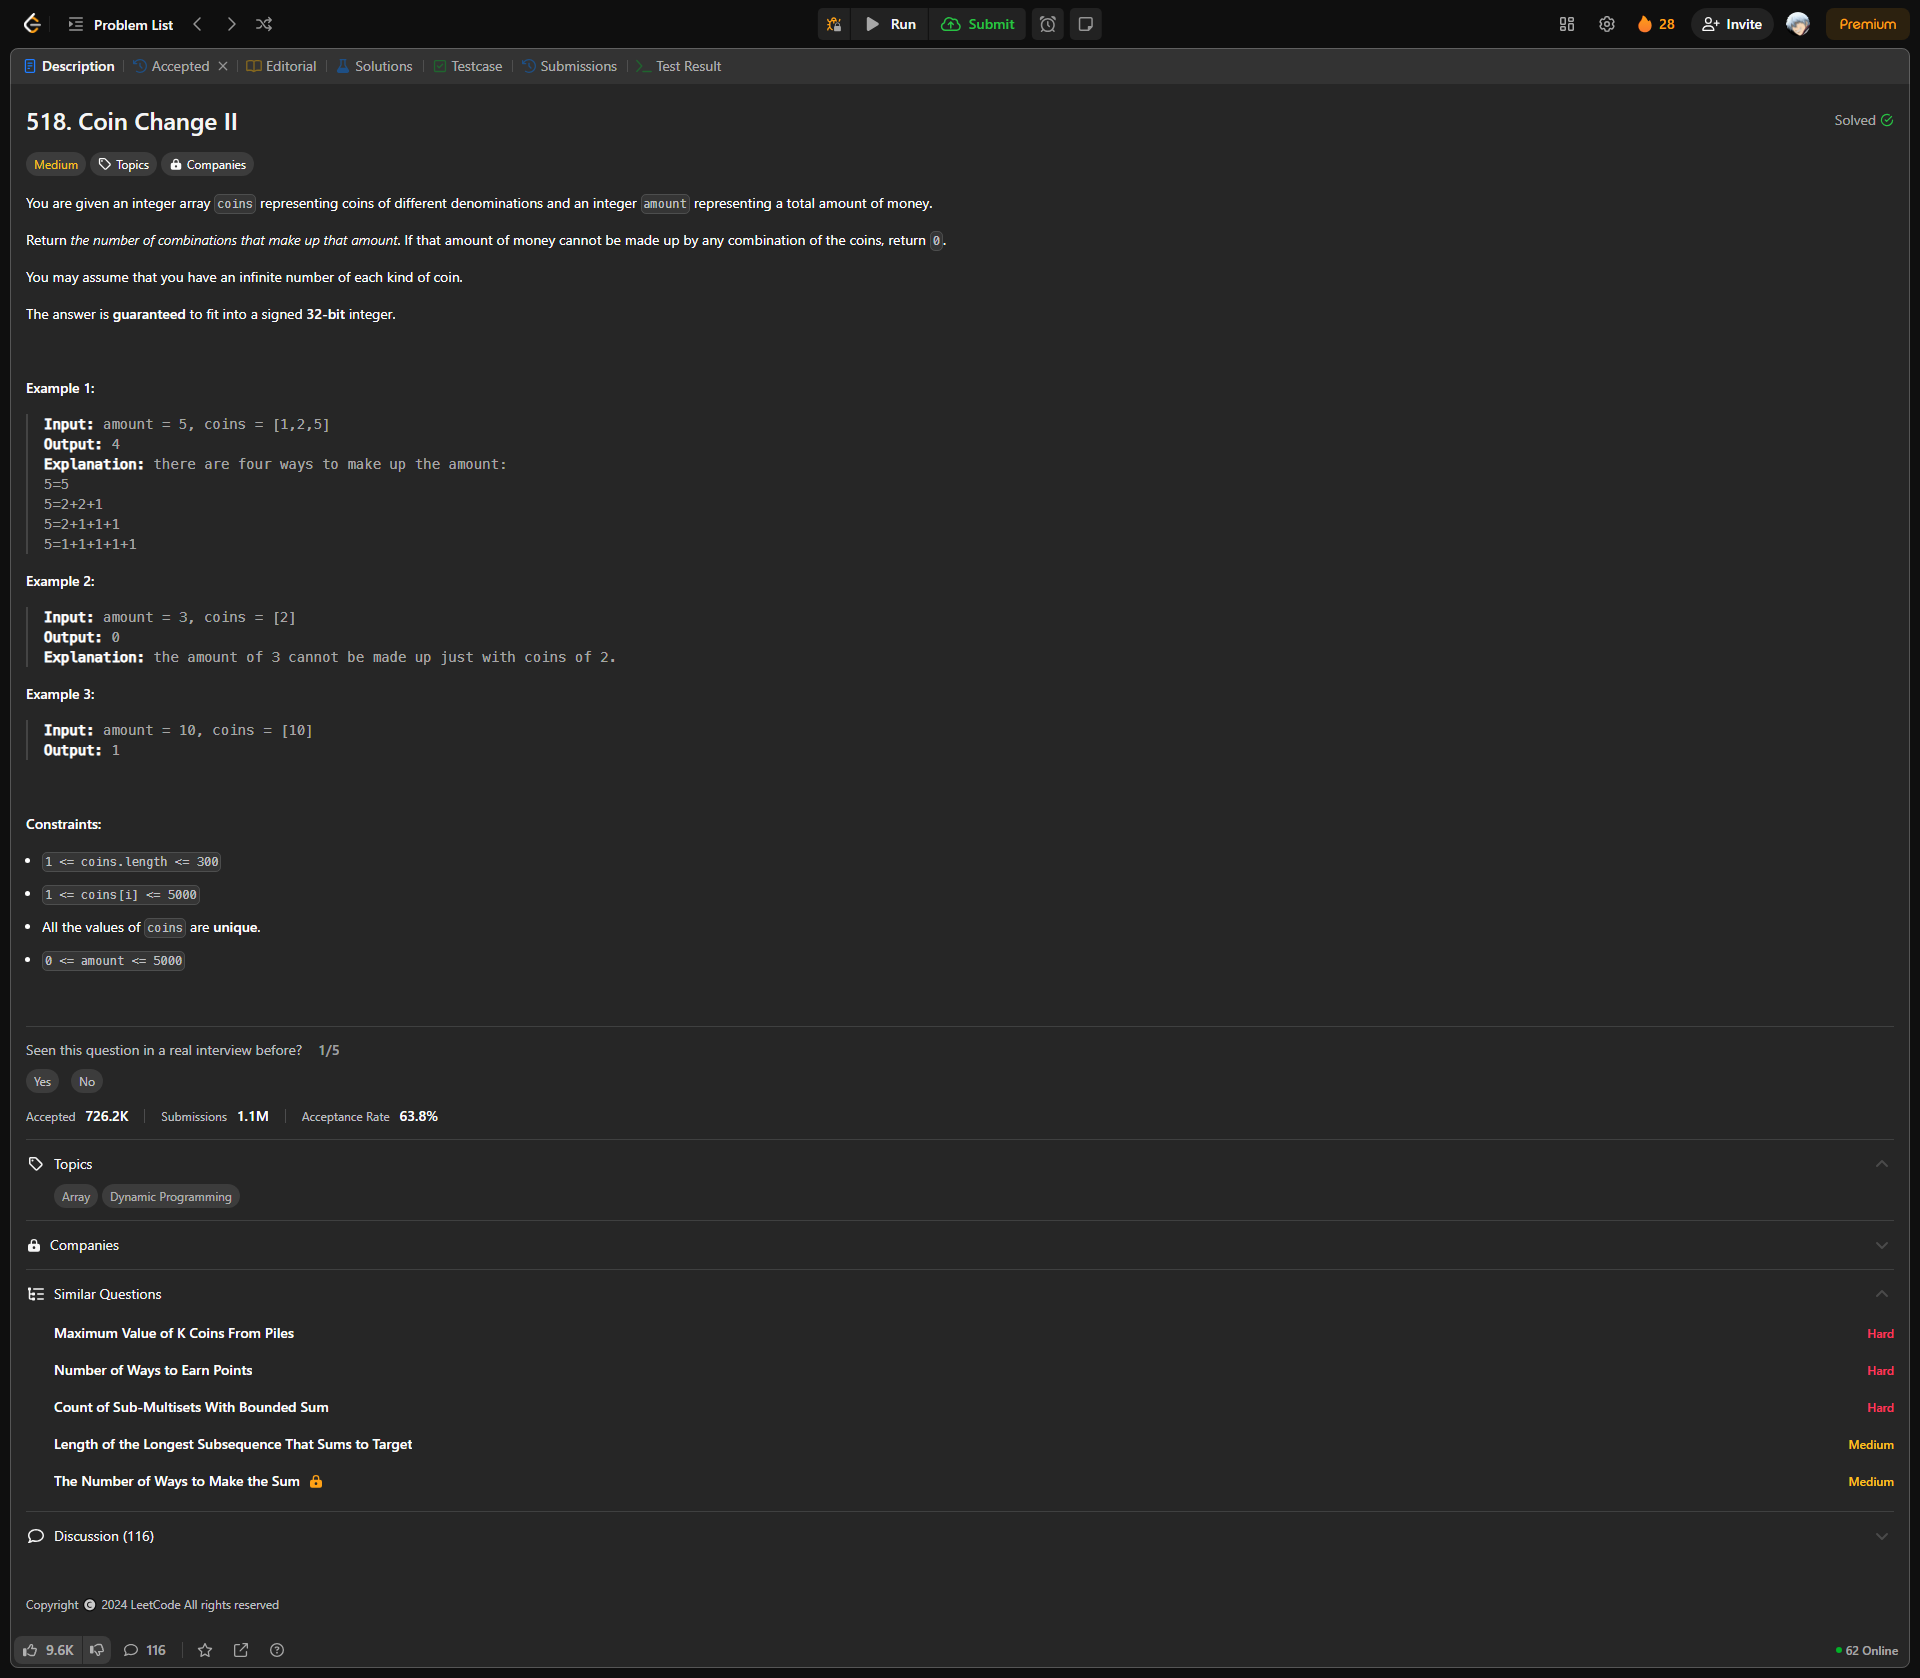 Problem List
Run
Submit
28
Invite
Premium
Description
Accepted
Editorial
Solutions
Testcase
Submissions
Test Result
518. Coin Change II
Solved
Medium
Topics
Companies
You are given an integer array coins representing coins of different denominations and an integer amount representing a total amount of money.
Return the number of combinations that make up that amount. If that amount of money cannot be made up by any combination of the coins, return 0.
You may assume that you have an infinite number of each kind of coin.
The answer is guaranteed to fit into a signed 32-bit integer.
Example 1:
Input: amount = 5, coins = [1,2,5]
Output: 4
Explanation: there are four ways to make up the amount:
5=5
5=2+2+1
5=2+1+1+1
5=1+1+1+1+1
Example 2:
Input: amount = 3, coins = [2]
Output: 0
Explanation: the amount of 3 cannot be made up just with coins of 2.
Example 3:
Input: amount = 10, coins = [10]
Output: 1
Constraints:
1 <= coins.length <= 300
1 <= coins[i] <= 5000
All the values of coins are unique.
0 <= amount <= 5000
Seen this question in a real interview before? 1/5
Yes
No
Accepted 726.2K
Submissions 1.1M
Acceptance Rate 63.8%
Topics
Array
Dynamic Programming
Companies
Similar Questions
Maximum Value of K Coins From Piles Hard
Number of Ways to Earn Points Hard
Count of Sub-Multisets With Bounded Sum Hard
Length of the Longest Subsequence That Sums to Target Medium
The Number of Ways to Make the Sum Medium
Discussion (116)
Copyright © 2024 LeetCode All rights reserved
9.6K
116
62 Online